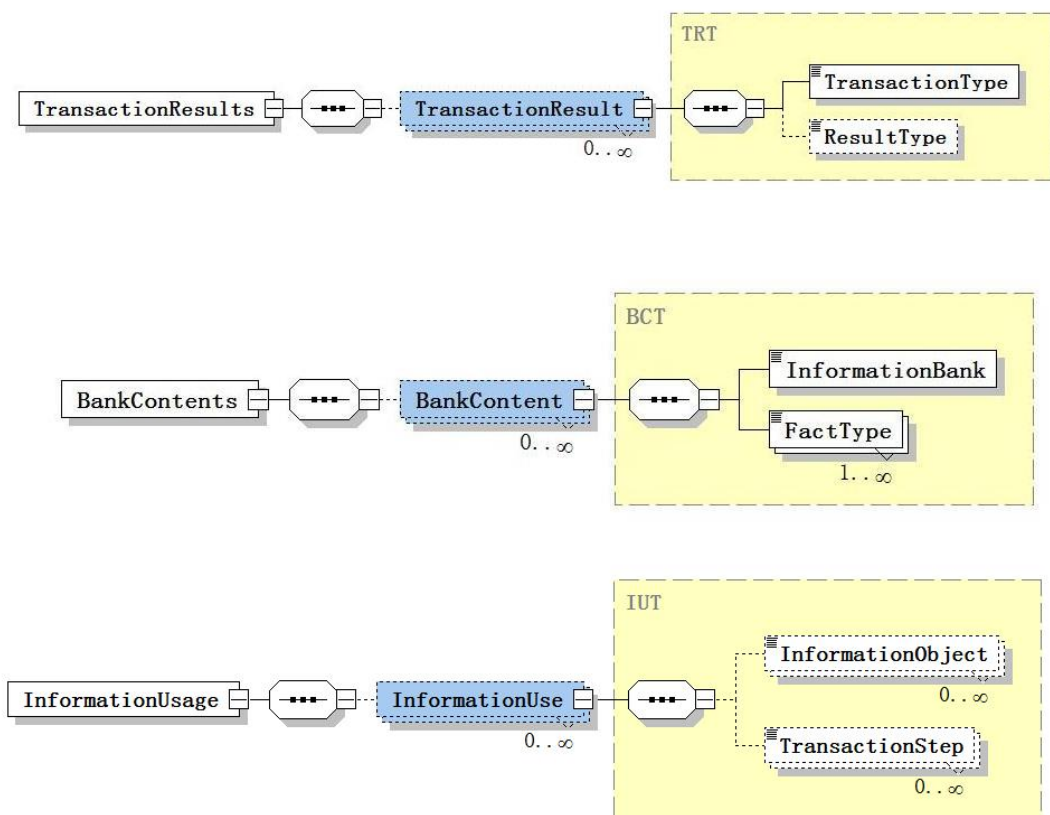 TRT
TransactionResults
TransactionResult
0..∞
TransactionType
ResultType
BCT
BankContents
BankContent
0..∞
InformationBank
FactType
1..∞
IUT
InformationUsage
InformationUse
0..∞
InformationObject
0..∞
TransactionStep
0..∞